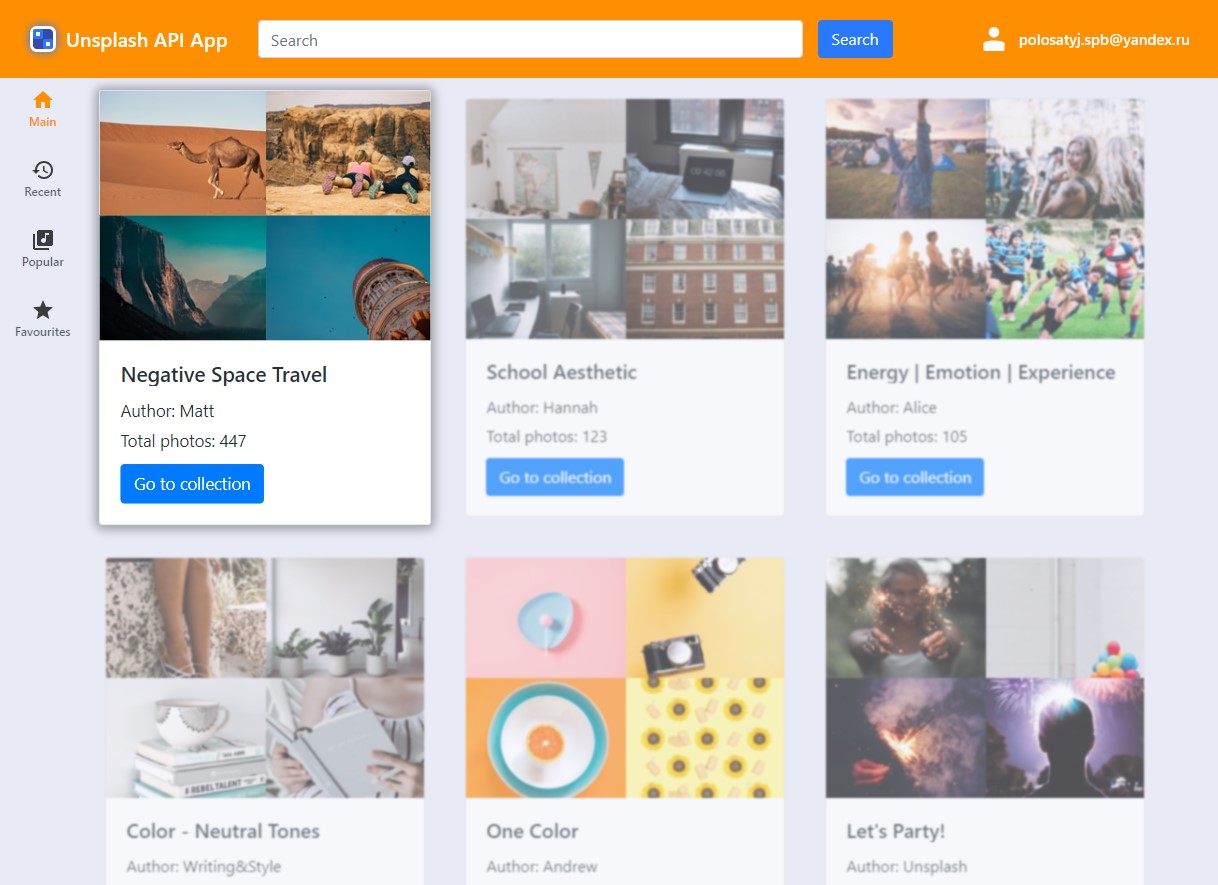 Unsplash API App
Search
Search
polosatyj.spb@yandex.ru
Main
Recent
Popular
Favourites
Negative Space Travel
Author: Matt
Total photos: 447
Go to collection
School Aesthetic
Author: Hannah
Total photos: 123
Go to collection
Energy | Emotion | Experience
Author: Alice
Total photos: 105
Go to collection
REBEL TALENT
Color - Neutral Tones
Author: Writing&Style
One Color
Author: Andrew
Let's Party!
Author: Unsplash